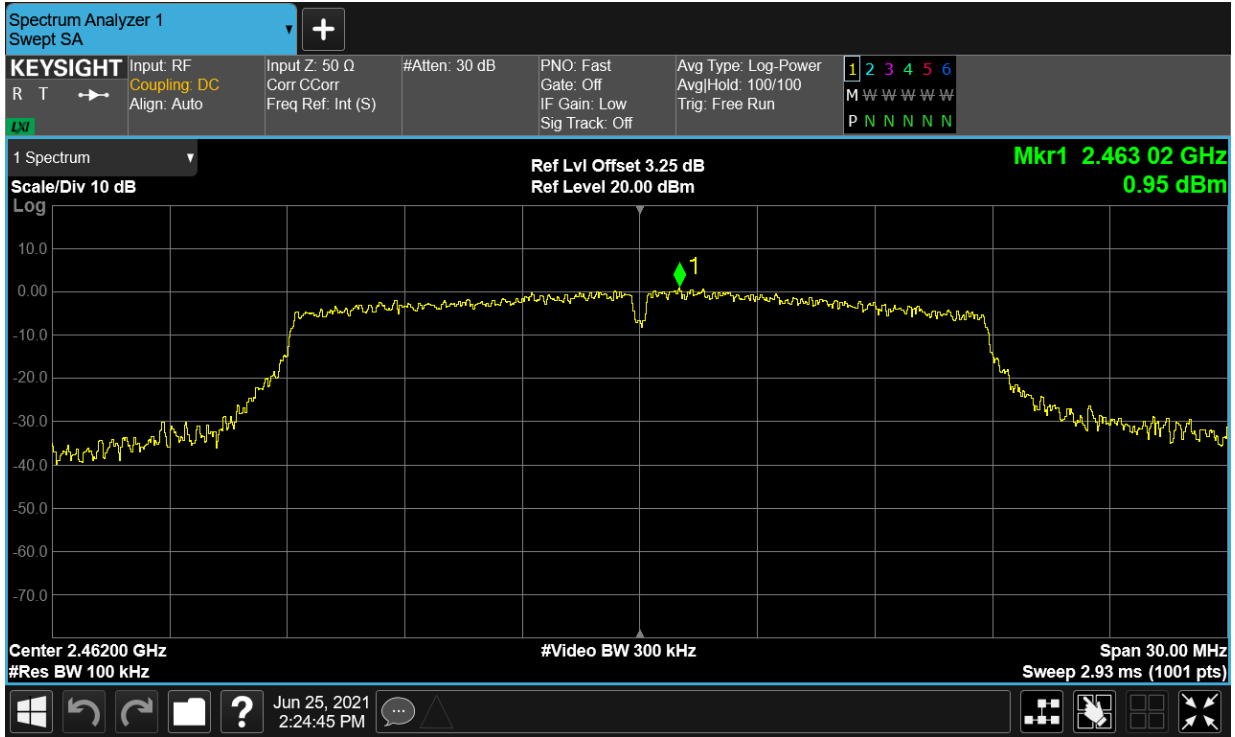 Spectrum Analyzer 1
Swept SA
▼
+
KEYSIGHT
R T
LXI
Input: RF
Coupling: DC
Align: Auto
Input Z: 50 Ω
Corr CCorr
Freq Ref: Int (S)
#Atten: 30 dB
PNO: Fast
Gate: Off
IF Gain: Low
Sig Track: Off
Avg Type: Log-Power
Avg|Hold: 100/100
Trig: Free Run
1 2 3 4 5 6
M W W W W W
P N N N N N
1 Spectrum ▼
Scale/Div 10 dB
Log
Ref Lvl Offset 3.25 dB
Ref Level 20.00 dBm
Mkr1 2.463 02 GHz
0.95 dBm
1
10.0
0.00
-10.0
-20.0
-30.0
-40.0
-50.0
-60.0
-70.0
Center 2.46200 GHz
#Res BW 100 kHz
#Video BW 300 kHz
Span 30.00 MHz
Sweep 2.93 ms (1001 pts)
?
Jun 25, 2021
2:24:45 PM